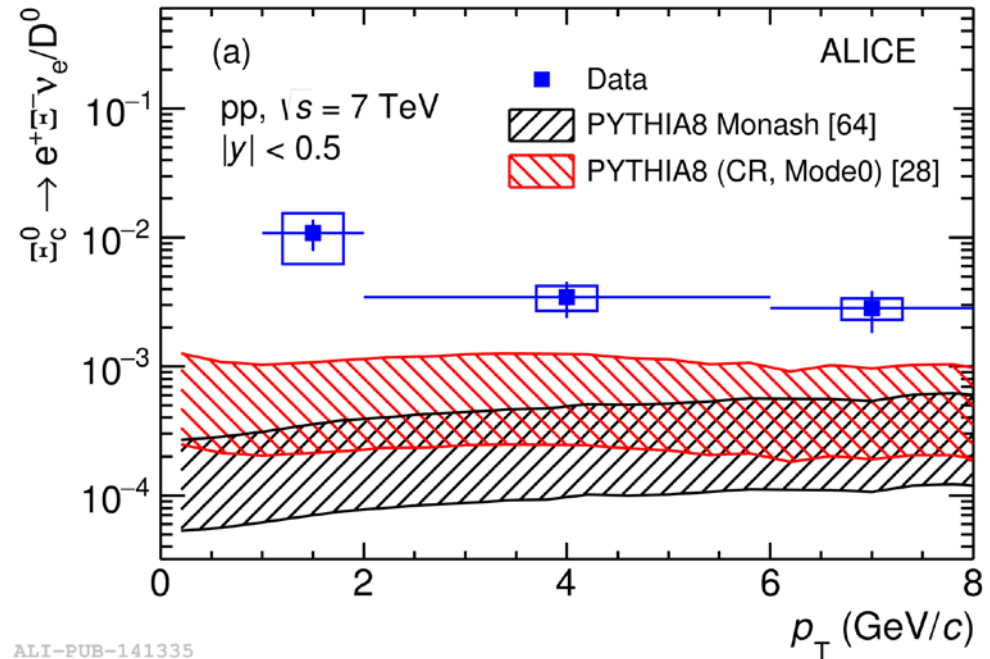 Ξ⁰c → e⁺Ξ⁻νe/D⁰
(a)
ALICE
pp, √s = 7 TeV
|y| < 0.5
Data
PYTHIA8 Monash [64]
PYTHIA8 (CR, Mode0) [28]
10⁻¹
10⁻²
10⁻³
10⁻⁴
0 2 4 6 8
pT (GeV/c)
ALI-PUB-141335